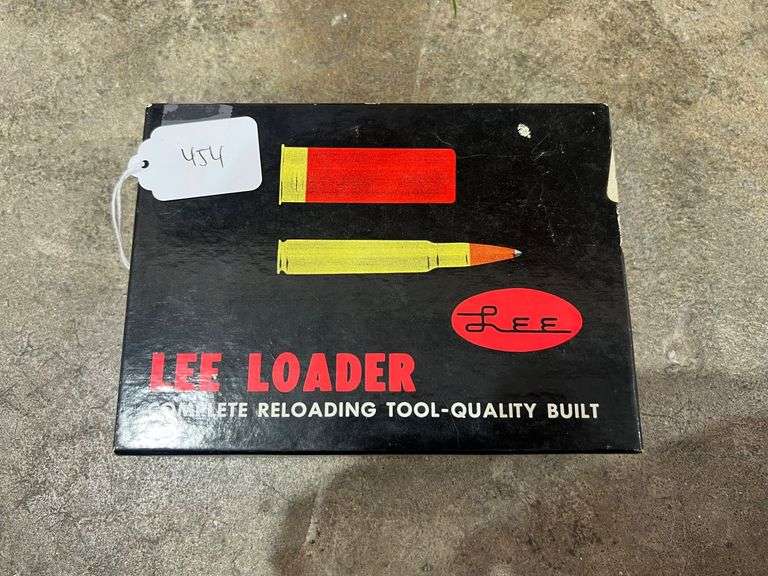 454
Lee
LEE LOADER
COMPLETE RELOADING TOOL-QUALITY BUILT